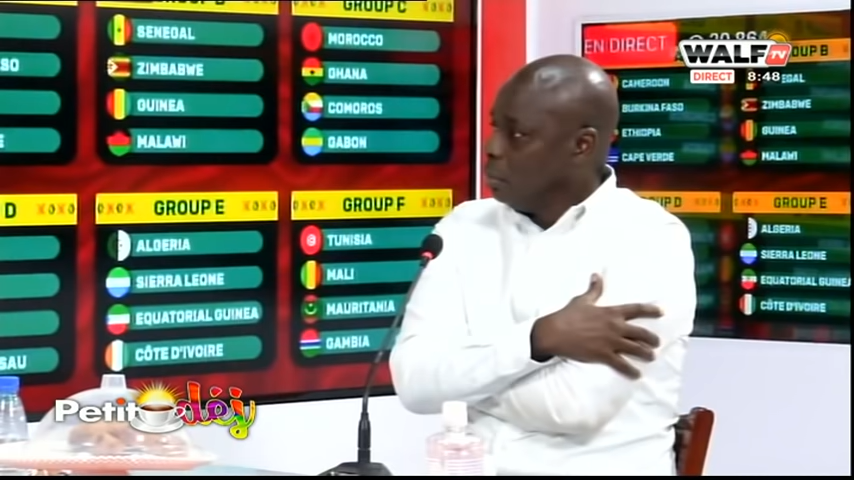 GROUP C
SENEGAL
ZIMBABWE
GUINEA
MALAWI
MOROCCO
GHANA
COMOROS
GABON
D
GROUP E
ALGERIA
SIERRA LEONE
EQUATORIAL GUINEA
CÔTE D'IVOIRE
GROUP F
TUNISIA
MALI
MAURITANIA
GAMBIA
SAU
EN DIRECT
WALF TV
DIRECT
8:48
GROUP B
CAMEROON
BURKINA FASO
ETHIOPIA
CAPE VERDE
EGAL
ZIMBABWE
GUINEA
MALAWI
GROUP E
ALGERIA
SIERRA LEONE
EQUATORIAL GUINEA
CÔTE D'IVOIRE
Petit